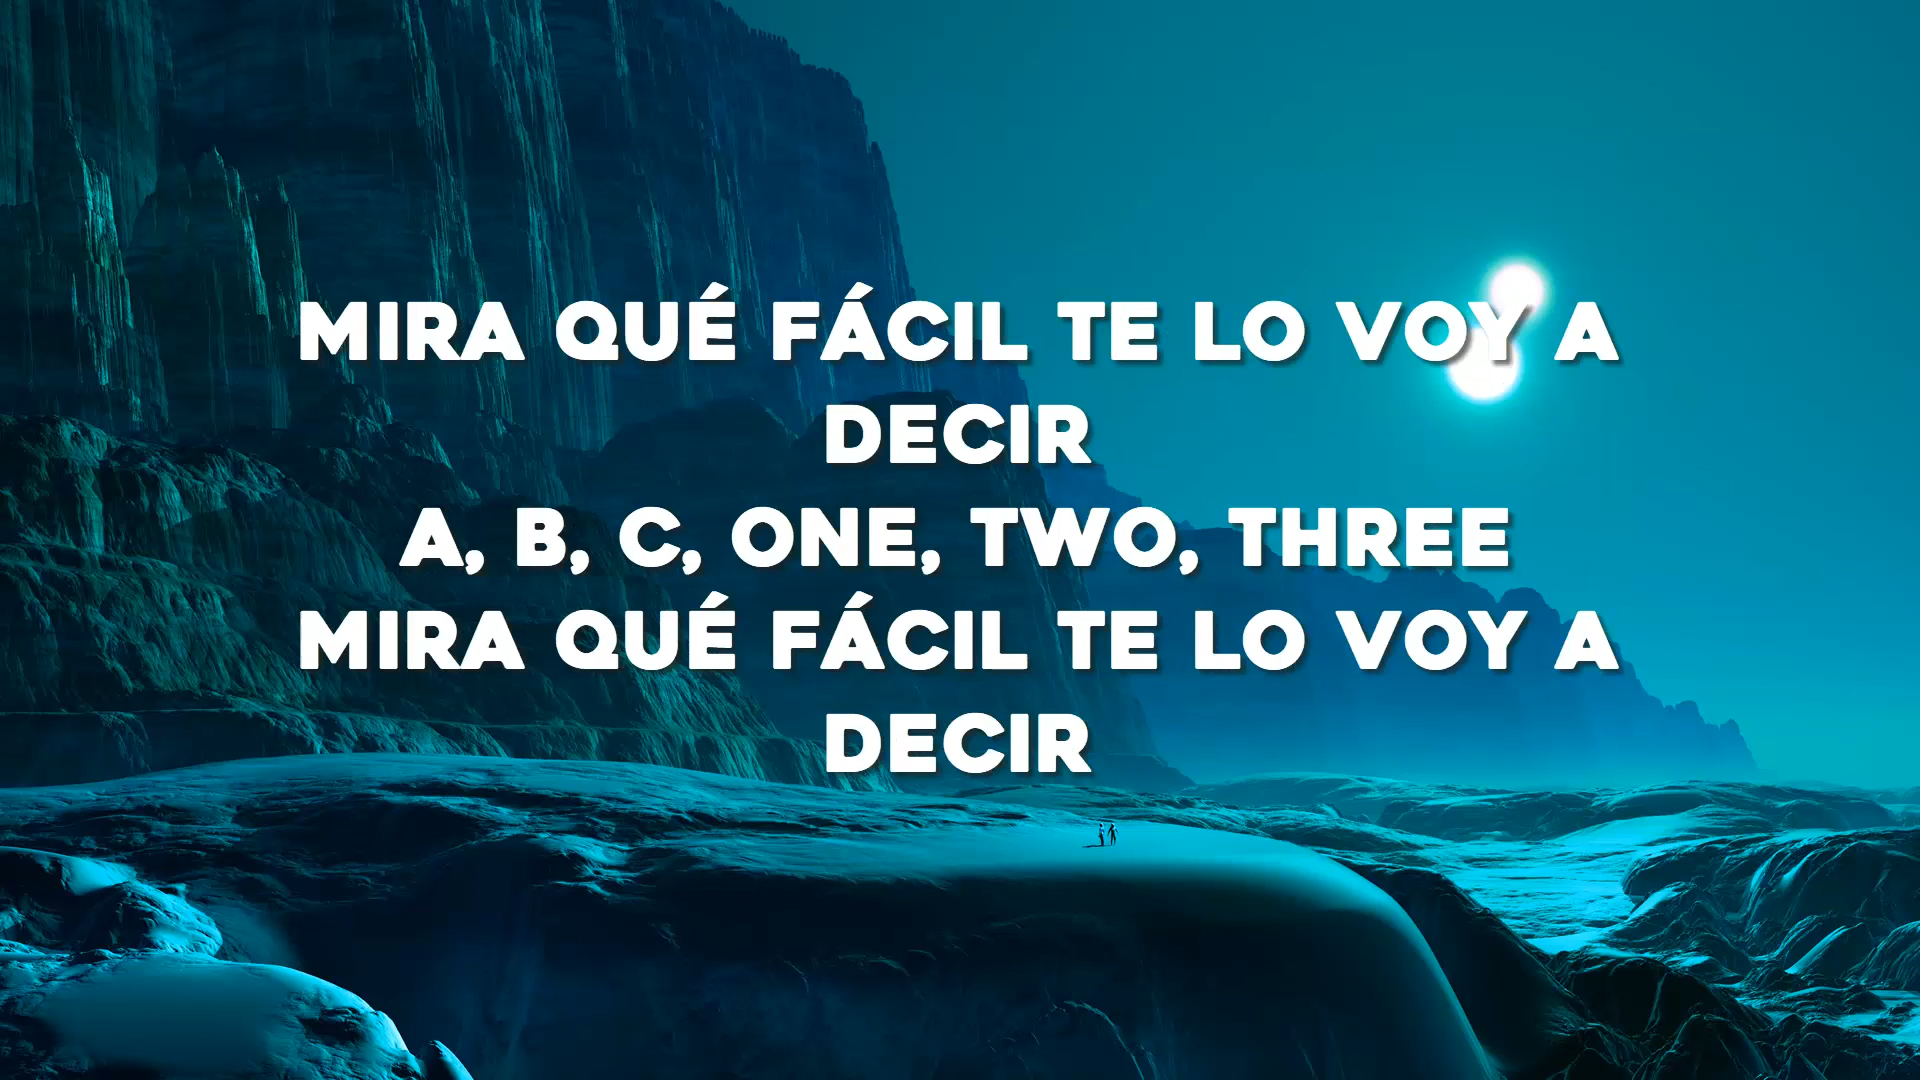 MIRA QUÉ FÁCIL TE LO VOY A
DECIR
A, B, C, ONE, TWO, THREE
MIRA QUÉ FÁCIL TE LO VOY A
DECIR